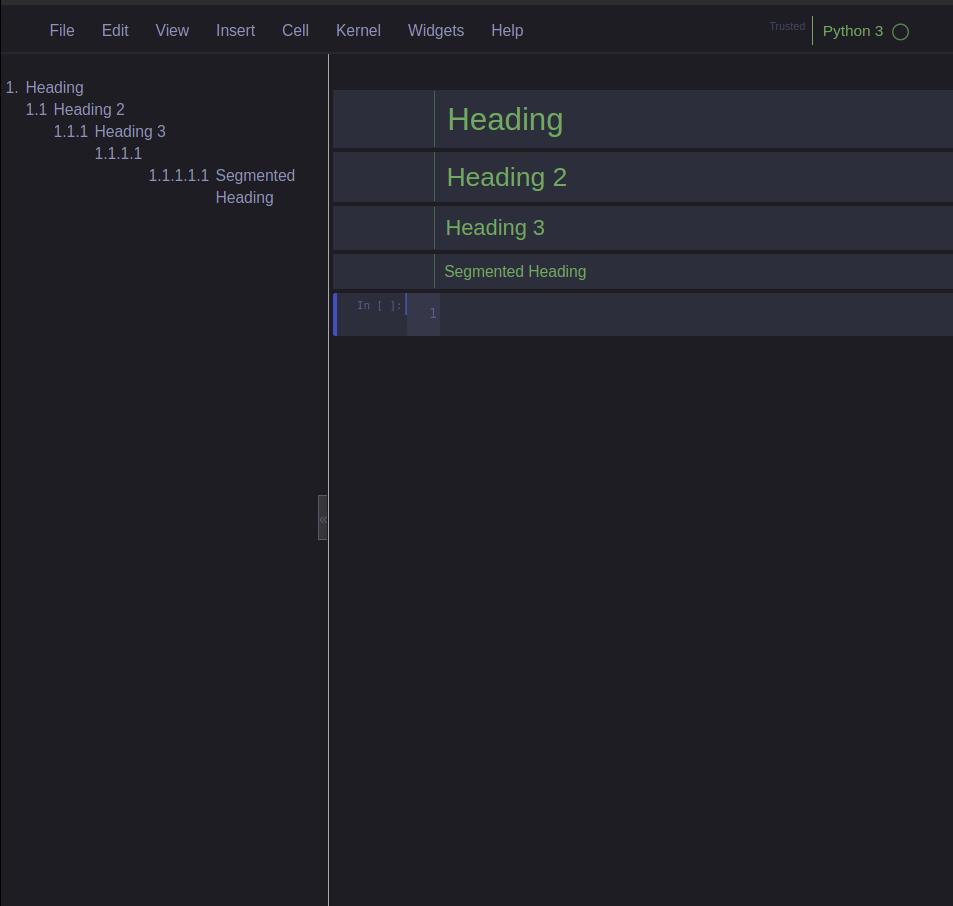 File Edit View Insert Cell Kernel Widgets Help Trusted Python 3
1. Heading
1.1 Heading 2
1.1.1 Heading 3
1.1.1.1
1.1.1.1.1 Segmented
Heading
«
Heading
Heading 2
Heading 3
Segmented Heading
In [ ]: 1